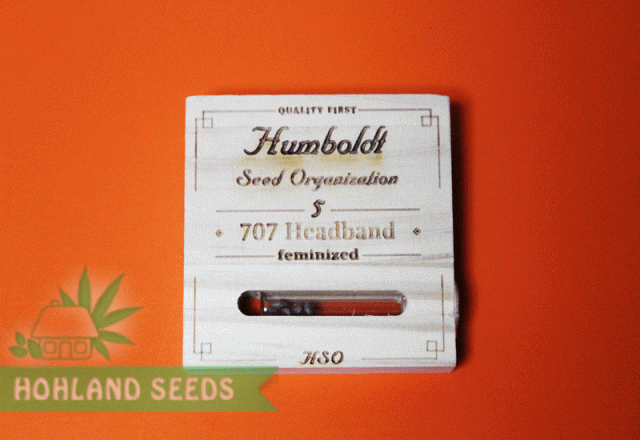 QUALITY FIRST
Humboldt
Seed Organization
5
707 Headband
feminized
HSO
HOHLAND SEEDS